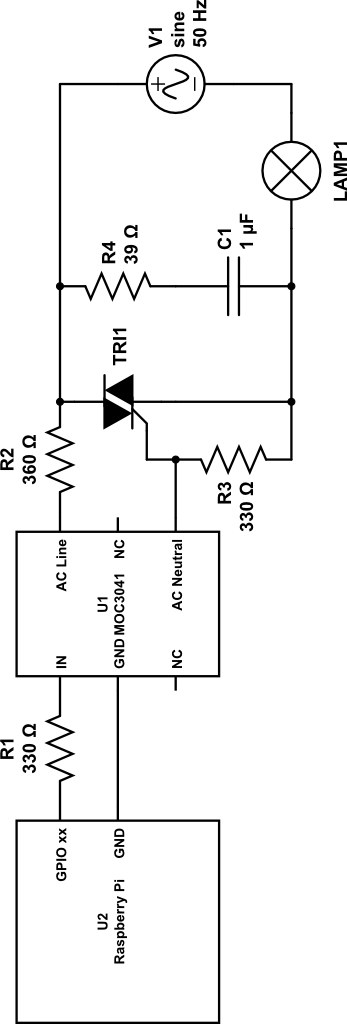 V1
sine
50 Hz
LAMP1
R4
39 Ω
C1
1 µF
TRI1
R2
360 Ω
R3
330 Ω
AC Line
NC
AC Neutral
U1
MOC3041
IN
GND
NC
R1
330 Ω
GPIO xx
GND
U2
Raspberry Pi